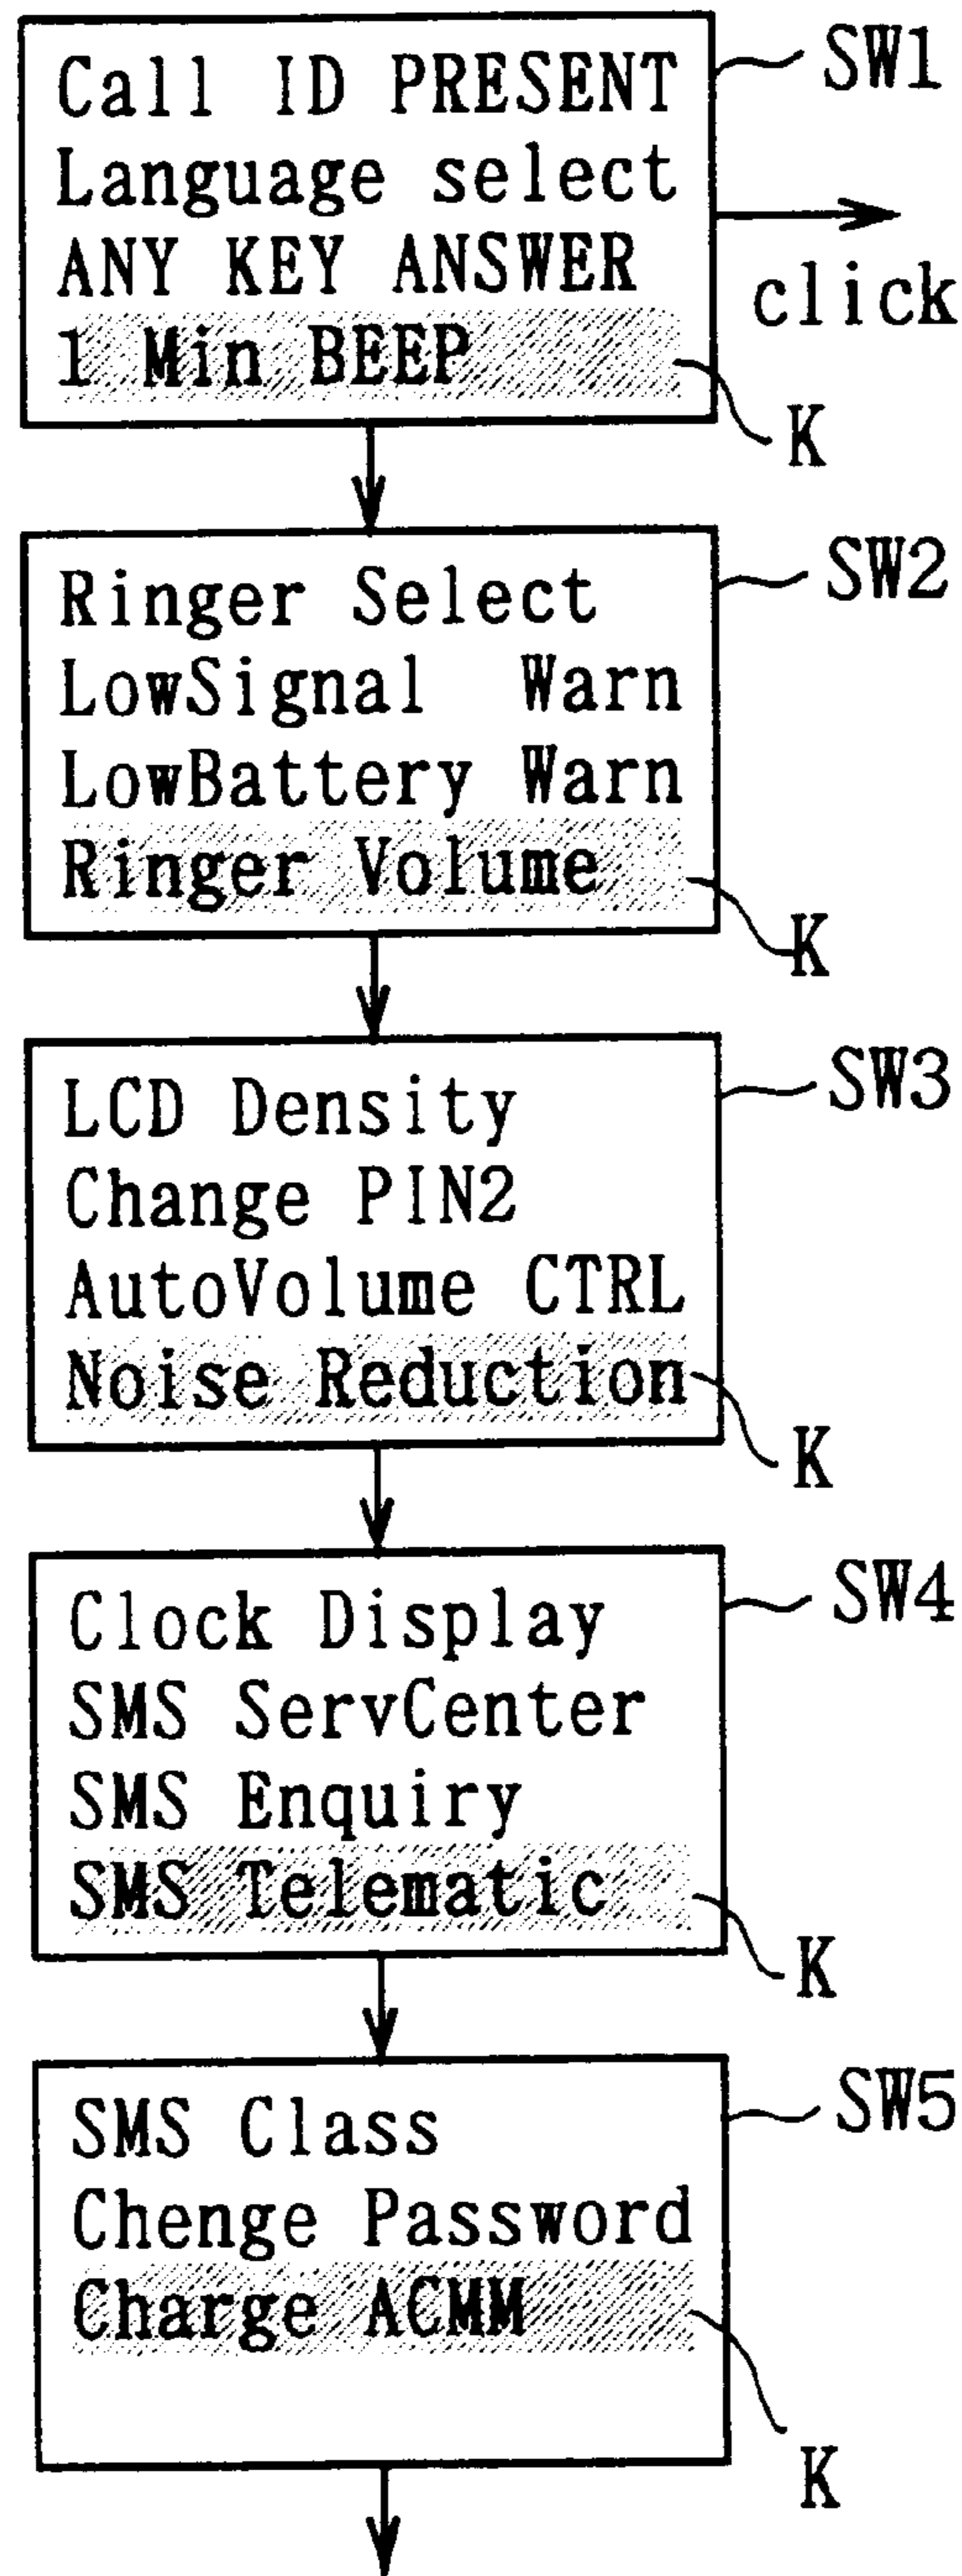 Call ID PRESENT
Language select
ANY KEY ANSWER
1 Min BEEP
SW1
click
K
Ringer Select
LowSignal Warn
LowBattery Warn
Ringer Volume
SW2
K
LCD Density
Change PIN2
AutoVolume CTRL
Noise Reduction
SW3
K
Clock Display
SMS ServCenter
SMS Enquiry
SMS Telematic
SW4
K
SMS Class
Chenge Password
Charge ACMM
SW5
K